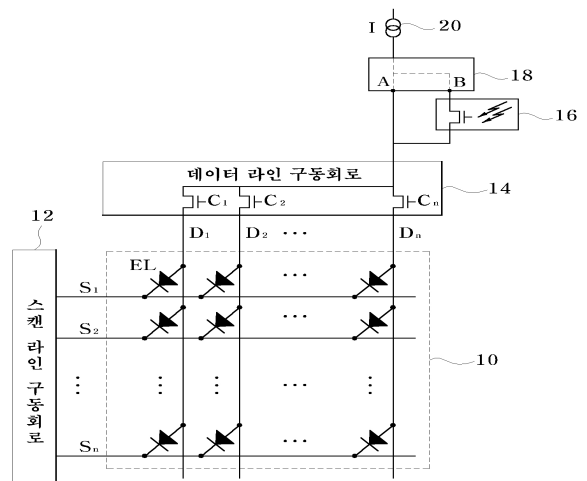 I
20
A B
18
16
데이터 라인 구동회로
C1 C2 Cn
14
12
D1 D2 ... Dn
EL
...
S1
S2
...
스캔 라인 구동회로
10
... ... ... ... ...
Sn
...